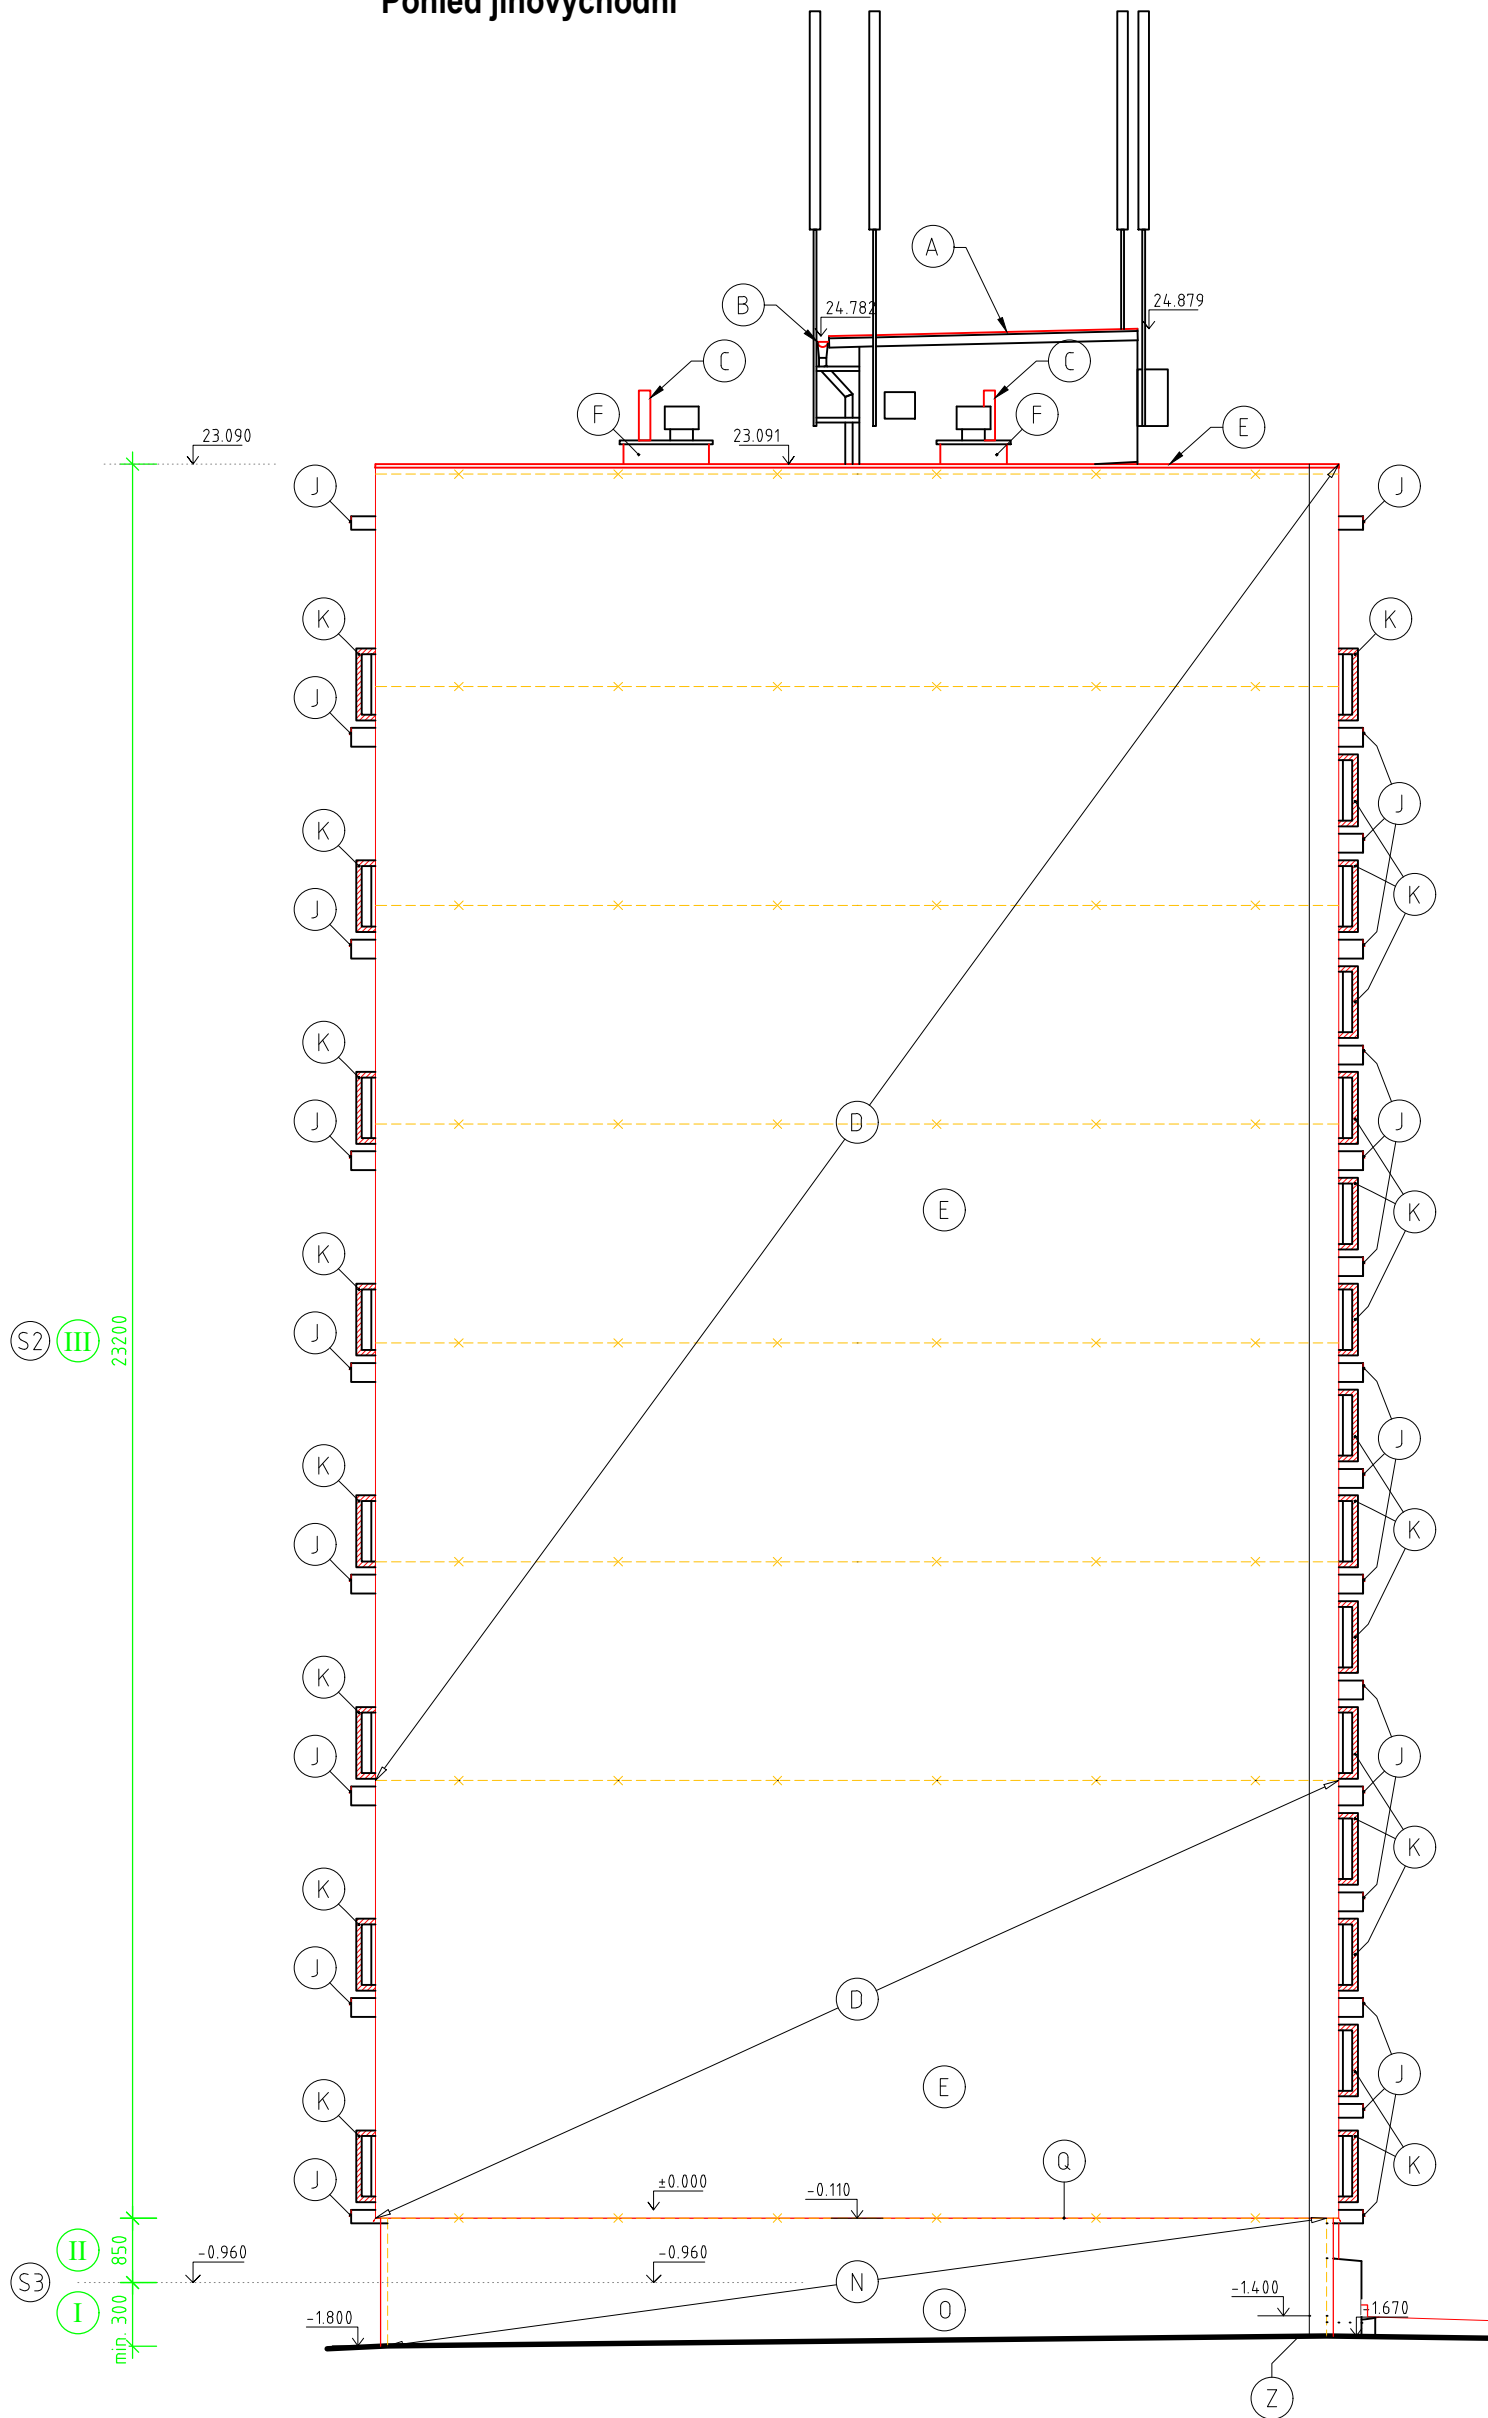 Pohled jihovýchodní
A
B
24.782
24.879
C
C
F
F
E
23.090
23.091
J
J
K
K
J
J
K
K
J
K
J
J
D
K
E
K
S2
III
23200
J
J
K
K
J
K
J
J
K
K
J
D
J
E
K
K
J
Q
±0.000
-0.110
II
850
-0.960
-0.960
S3
N
I
min. 300
O
-1.400
-1.800
-1.670
Z